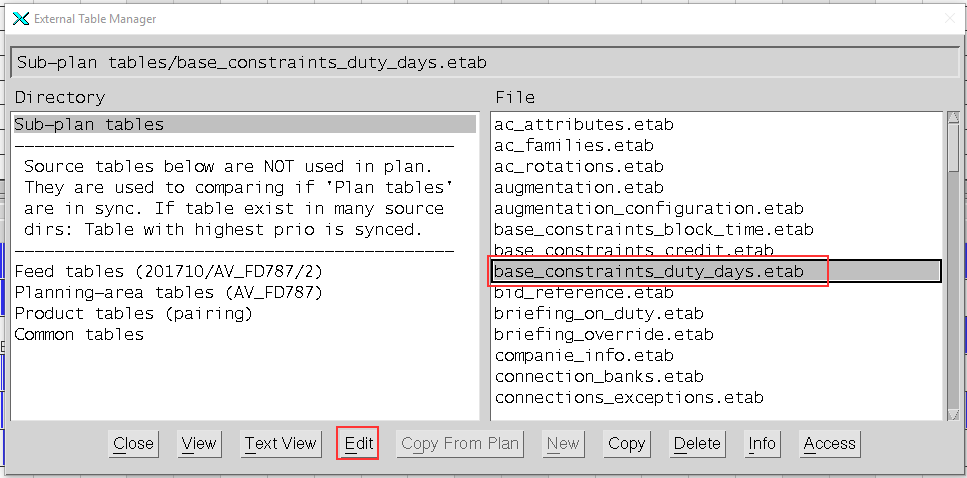 External Table Manager
Sub-plan tables/base_constraints_duty_days.etab
Directory
Sub-plan tables
--------------------------------------------
Source tables below are NOT used in plan.
They are used to comparing if 'Plan tables'
are in sync. If table exist in many source
dirs: Table with highest prio is synced.
--------------------------------------------
Feed tables (201710/AV_FD787/2)
Planning-area tables (AV_FD787)
Product tables (pairing)
Common tables
File
ac_attributes.etab
ac_families.etab
ac_rotations.etab
augmentation.etab
augmentation_configuration.etab
base_constraints_block_time.etab
base_constraints_credit.etab
base_constraints_duty_days.etab
bid_reference.etab
briefing_on_duty.etab
briefing_override.etab
companie_info.etab
connection_banks.etab
connections_exceptions.etab
Close View Text View Edit Copy From Plan New Copy Delete Info Access